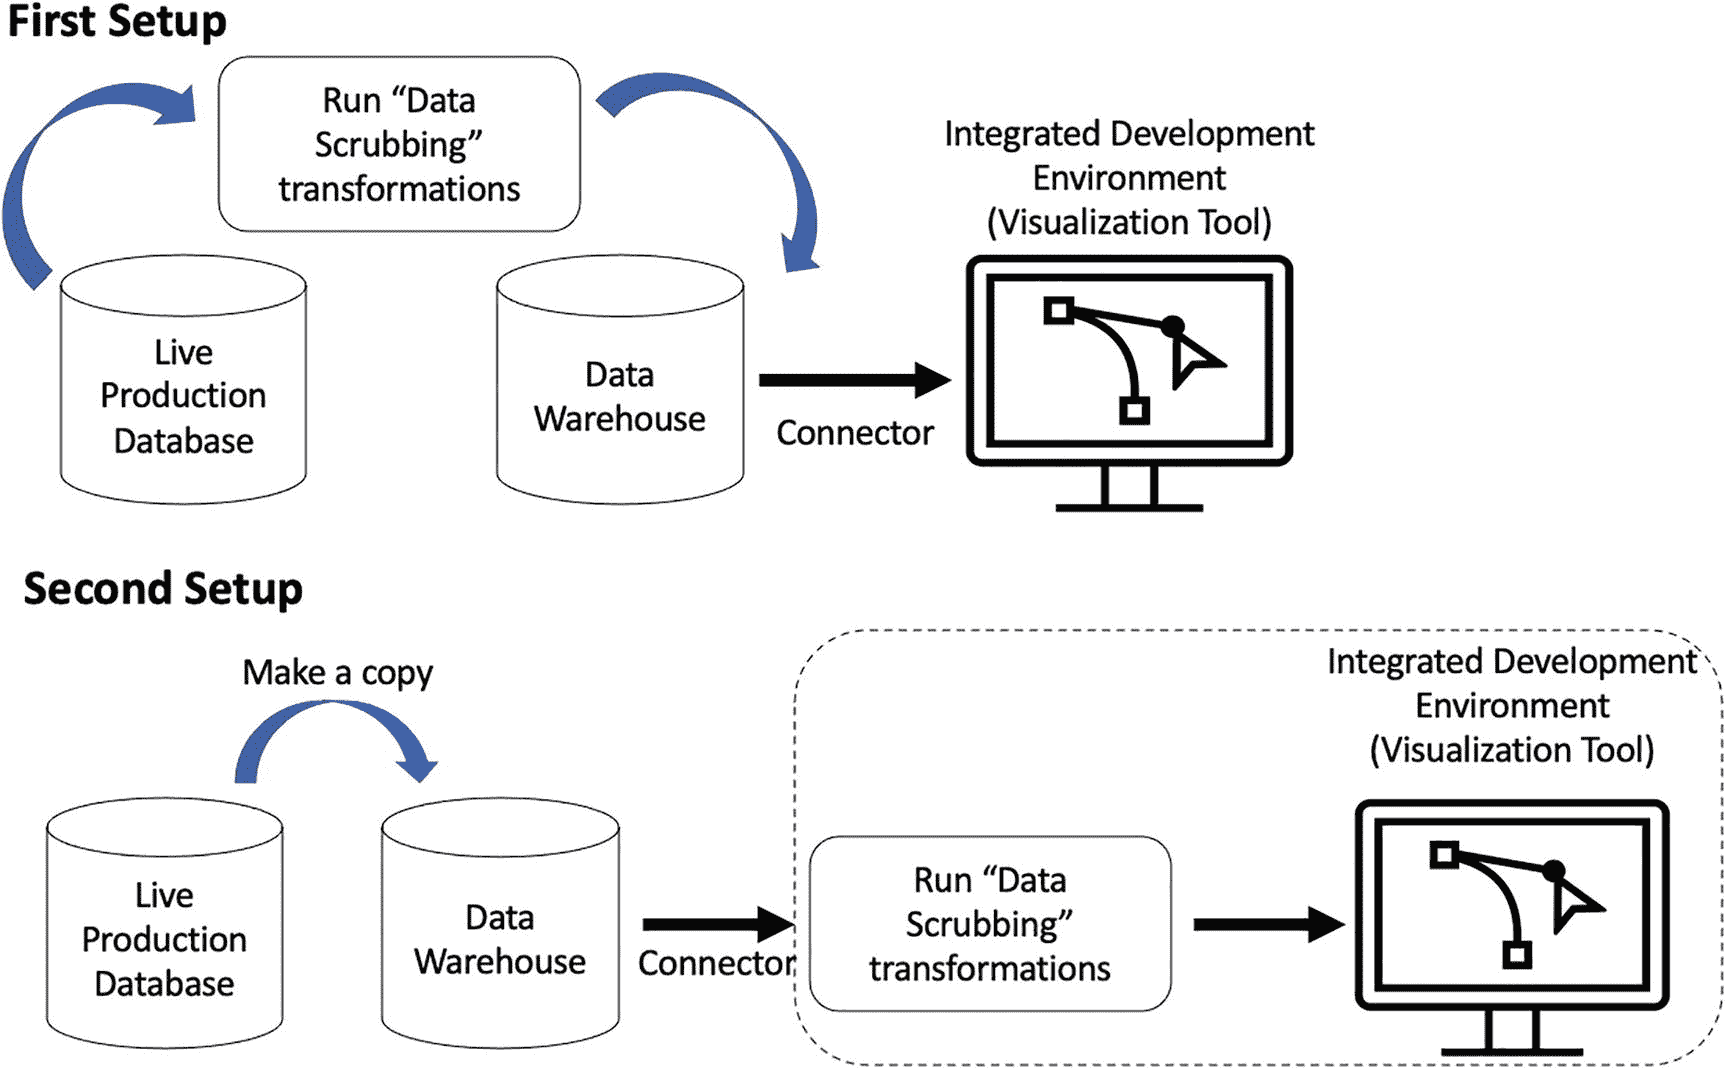 First Setup
Run “Data
Scrubbing”
transformations
Integrated Development
Environment
(Visualization Tool)
Live
Production
Database
Data
Warehouse
Connector
Second Setup
Make a copy
Integrated Development
Environment
(Visualization Tool)
Live
Production
Database
Data
Warehouse
Connector
Run “Data
Scrubbing”
transformations